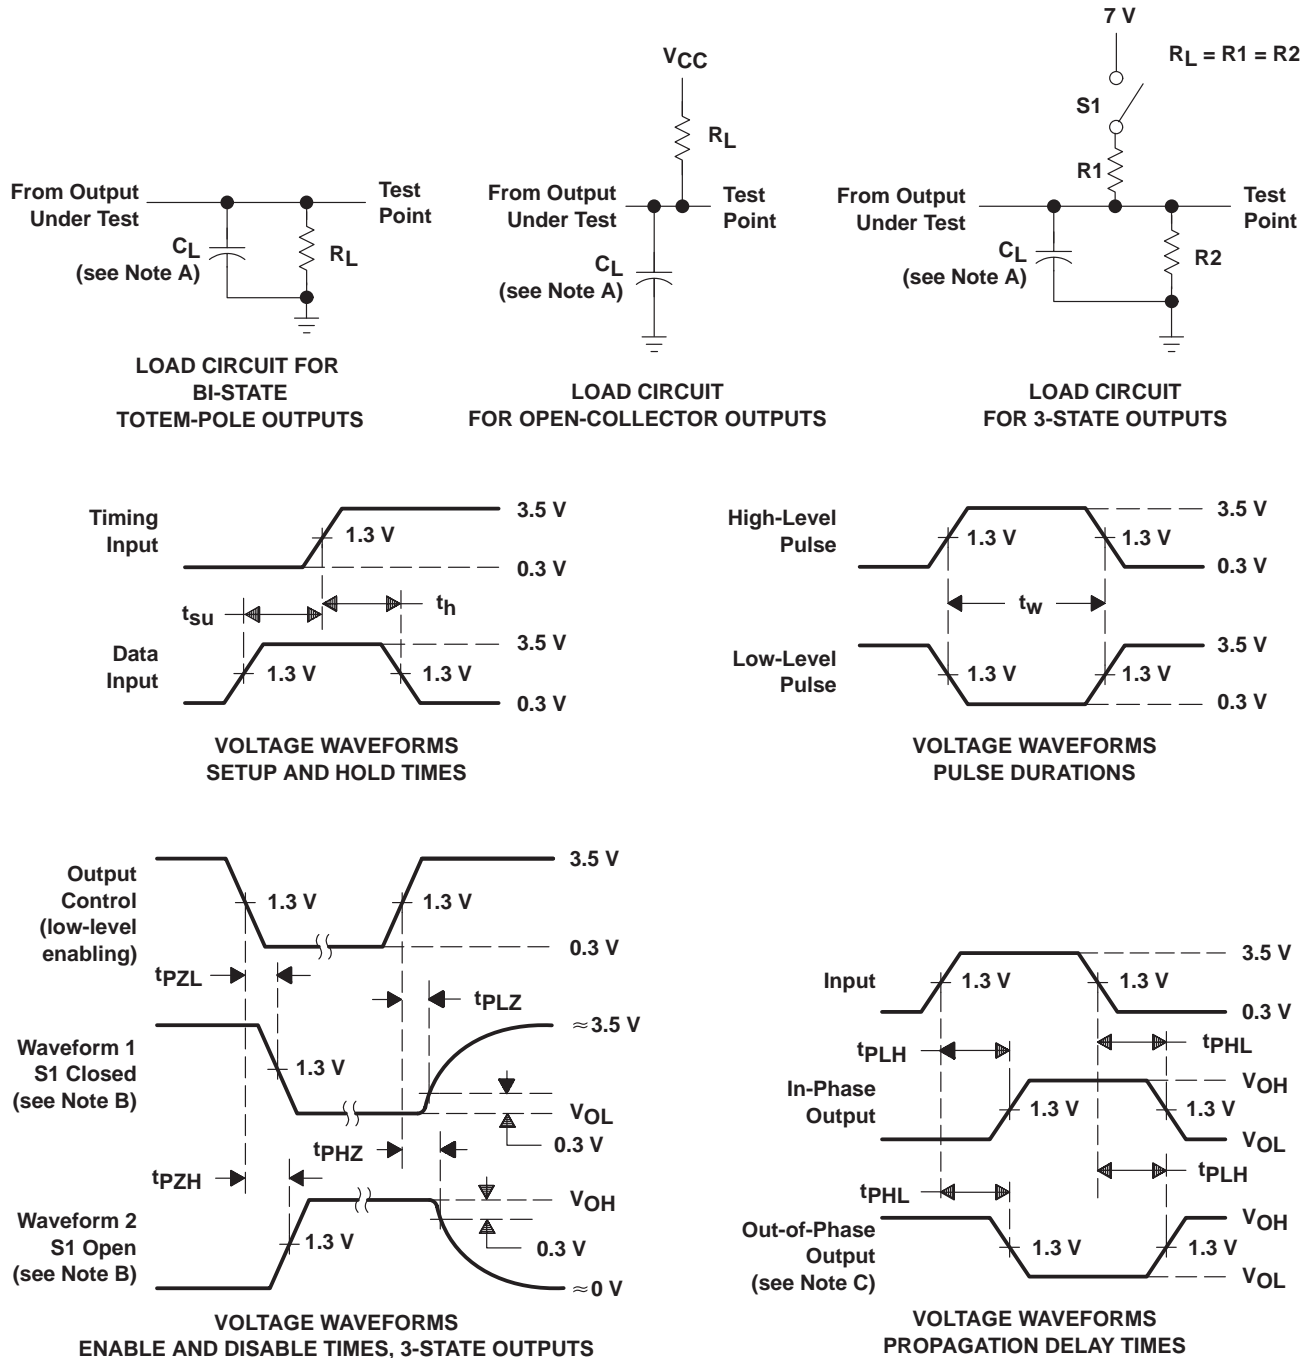 From Output
Under Test
Test
Point
CL
(see Note A)
RL
LOAD CIRCUIT FOR
BI-STATE
TOTEM-POLE OUTPUTS
VCC
RL
From Output
Under Test
Test
Point
CL
(see Note A)
LOAD CIRCUIT
FOR OPEN-COLLECTOR OUTPUTS
7 V
RL = R1 = R2
S1
R1
From Output
Under Test
Test
Point
CL
(see Note A)
R2
LOAD CIRCUIT
FOR 3-STATE OUTPUTS
Timing
Input
1.3 V
3.5 V
0.3 V
tsu
th
Data
Input
1.3 V
1.3 V
3.5 V
0.3 V
VOLTAGE WAVEFORMS
SETUP AND HOLD TIMES
High-Level
Pulse
1.3 V
1.3 V
3.5 V
0.3 V
tw
Low-Level
Pulse
1.3 V
1.3 V
3.5 V
0.3 V
VOLTAGE WAVEFORMS
PULSE DURATIONS
Output
Control
(low-level
enabling)
1.3 V
1.3 V
3.5 V
0.3 V
tPZL
tPLZ
Waveform 1
S1 Closed
(see Note B)
1.3 V
≈3.5 V
VOL
0.3 V
tPHZ
tPZH
Waveform 2
S1 Open
(see Note B)
1.3 V
VOH
0.3 V
≈0 V
VOLTAGE WAVEFORMS
ENABLE AND DISABLE TIMES, 3-STATE OUTPUTS
Input
1.3 V
1.3 V
3.5 V
0.3 V
tPLH
tPHL
In-Phase
Output
1.3 V
1.3 V
VOH
VOL
tPHL
tPLH
Out-of-Phase
Output
(see Note C)
1.3 V
1.3 V
VOH
VOL
VOLTAGE WAVEFORMS
PROPAGATION DELAY TIMES